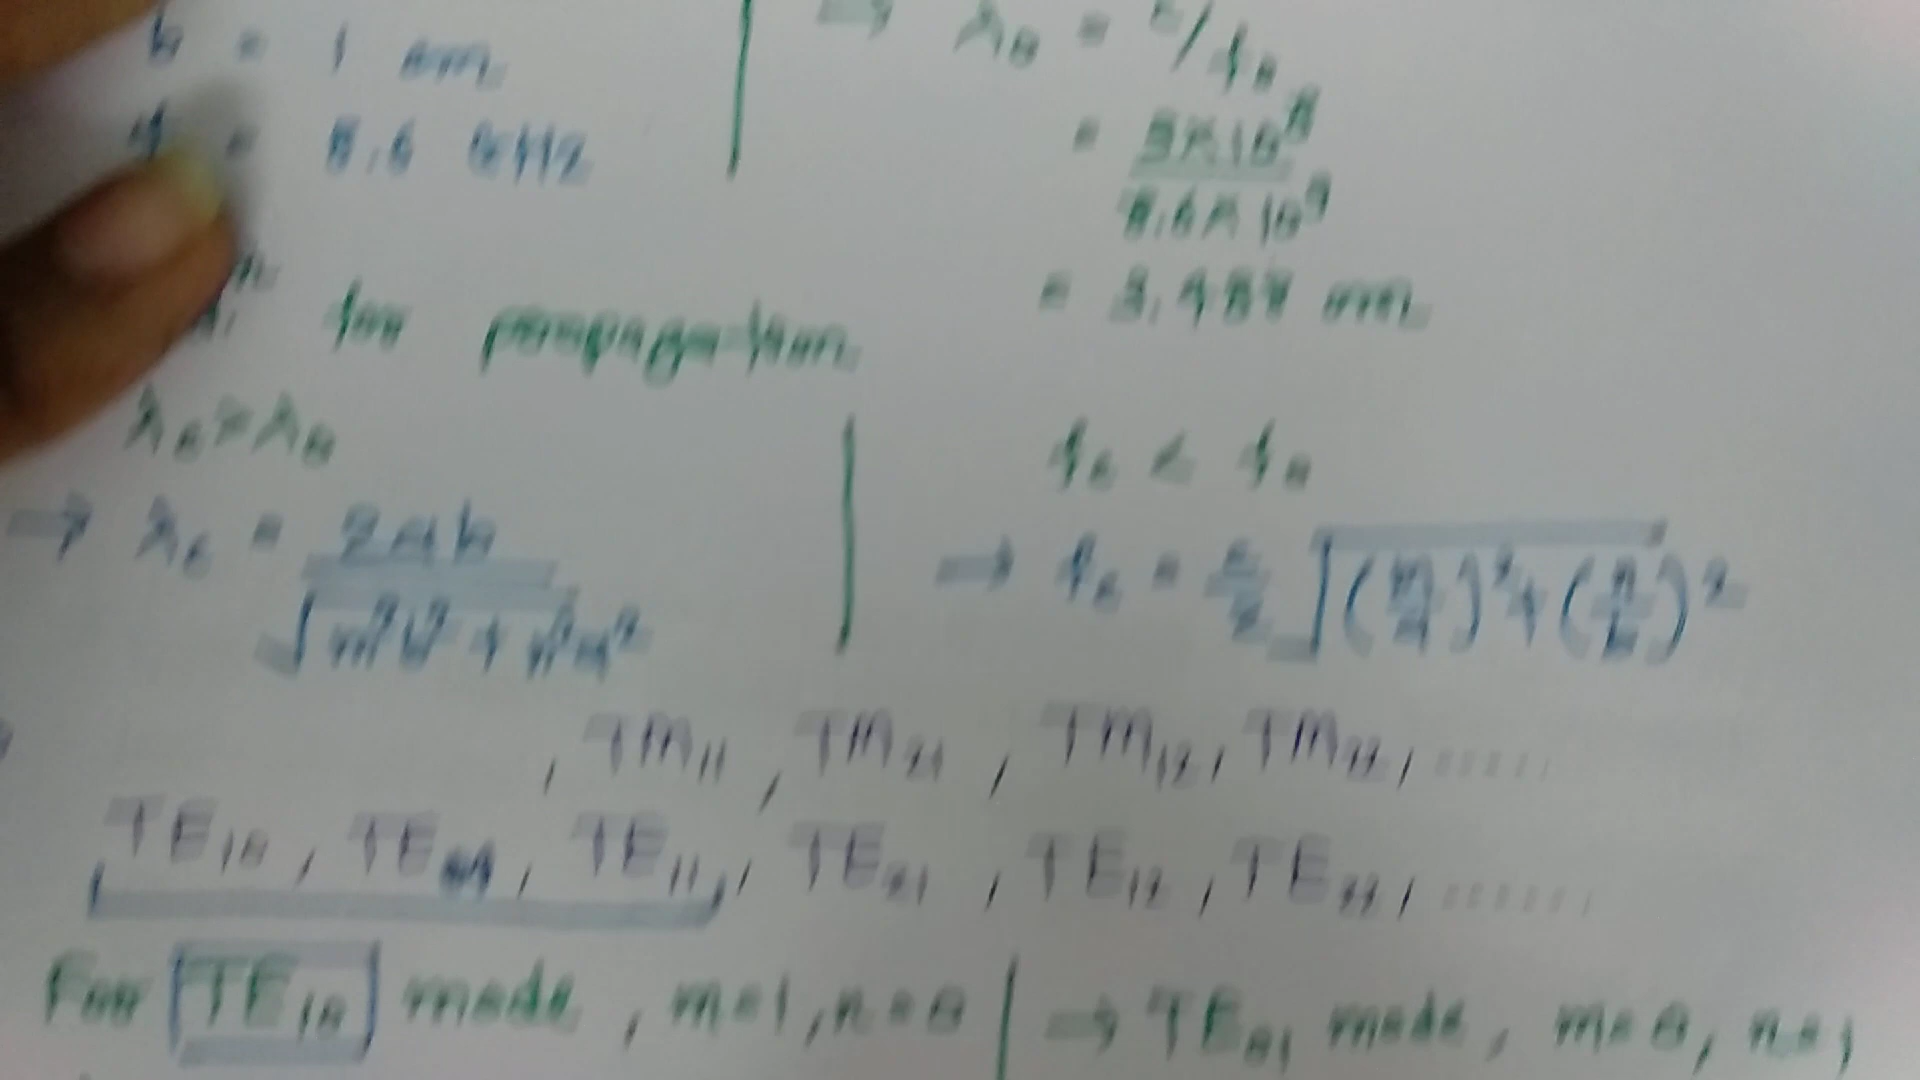 b = 1 cm
f = 8.6 GHz
⇒ λ₀ = c/f₀
= 3×10⁸ / 8.6×10⁹
= 3.488 cm
for propagation
λc > λ₀
fc < f₀
⇒ λc = 2ab / √(m²b² + n²a²)
⇒ fc = c/2 √((m/a)² + (n/b)²)
, TM₁₁, TM₂₁, TM₁₂, TM₂₂, ......
TE₁₀, TE₀₁, TE₁₁, TE₂₁, TE₁₂, TE₂₂, ......
For TE₁₀ mode, m=1, n=0
→ TE₀₁ mode, m=0, n=1